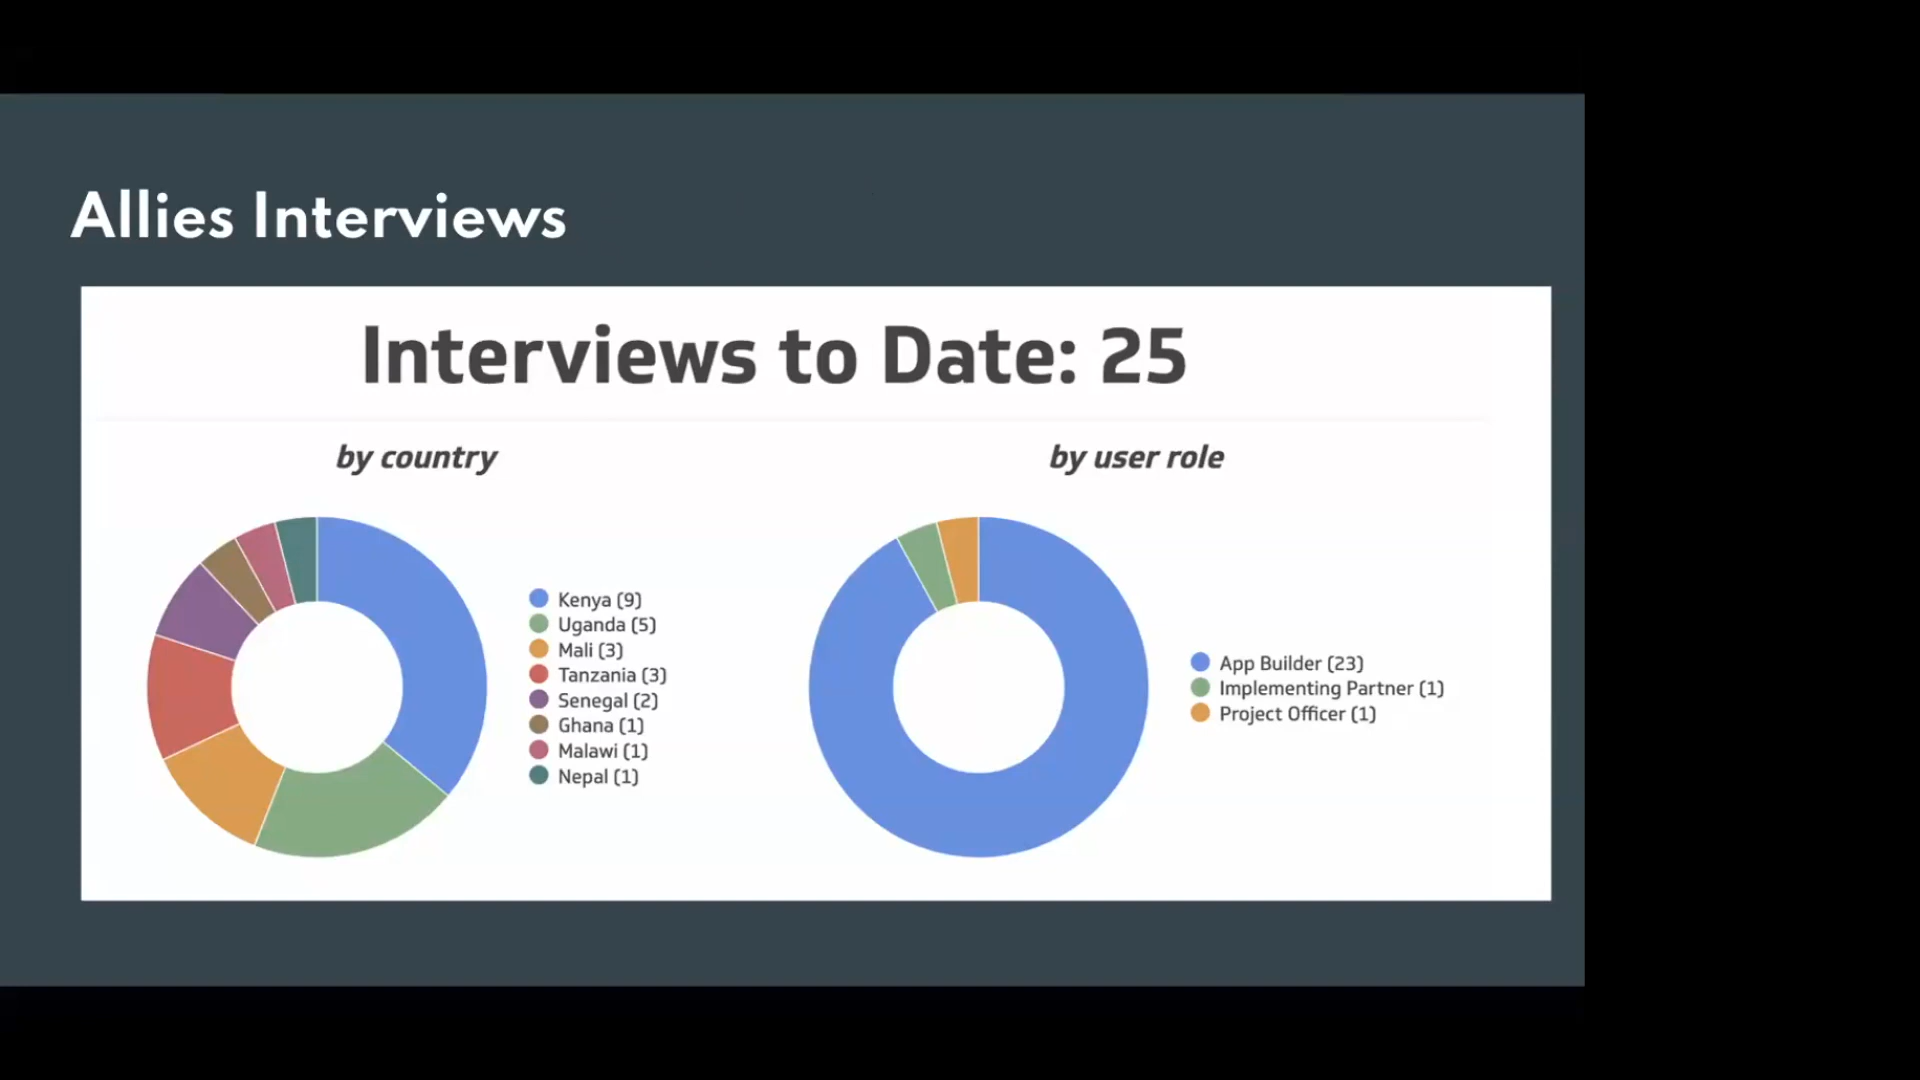 Allies Interviews
Interviews to Date: 25
by country
Kenya (9)
Uganda (5)
Mali (3)
Tanzania (3)
Senegal (2)
Ghana (1)
Malawi (1)
Nepal (1)
by user role
App Builder (23)
Implementing Partner (1)
Project Officer (1)